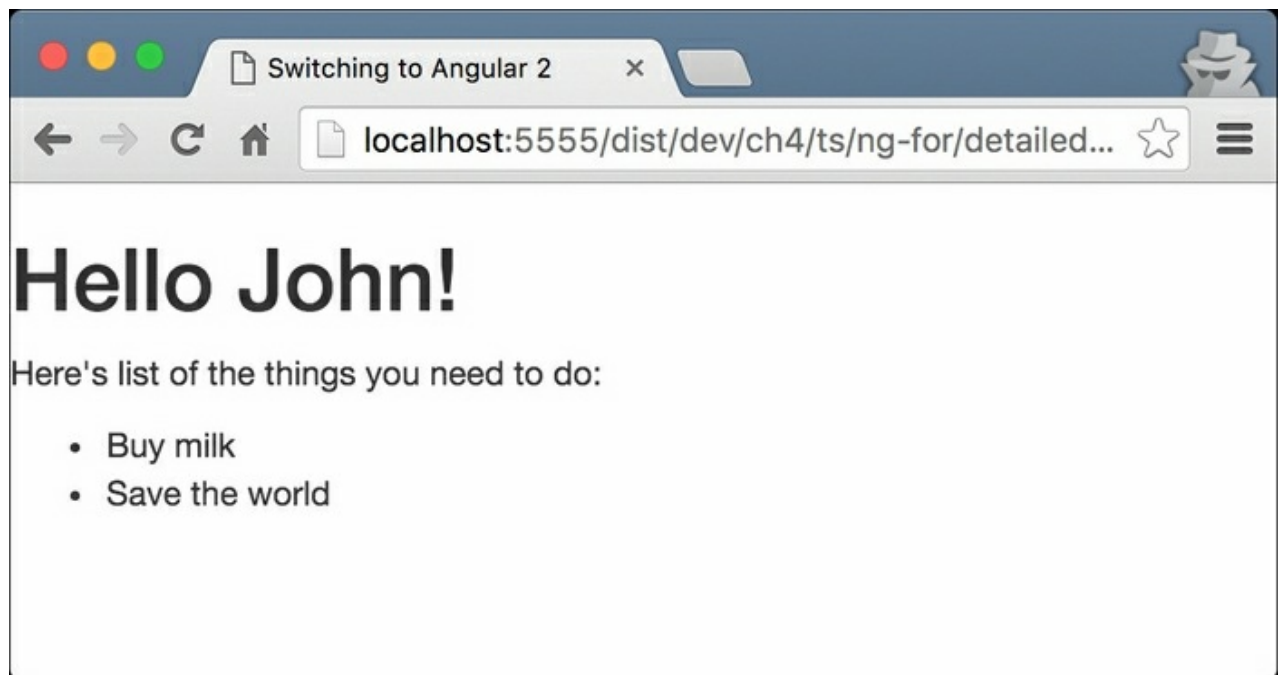 Switching to Angular 2
localhost:5555/dist/dev/ch4/ts/ng-for/detailed...
Hello John!
Here's list of the things you need to do:
• Buy milk
• Save the world